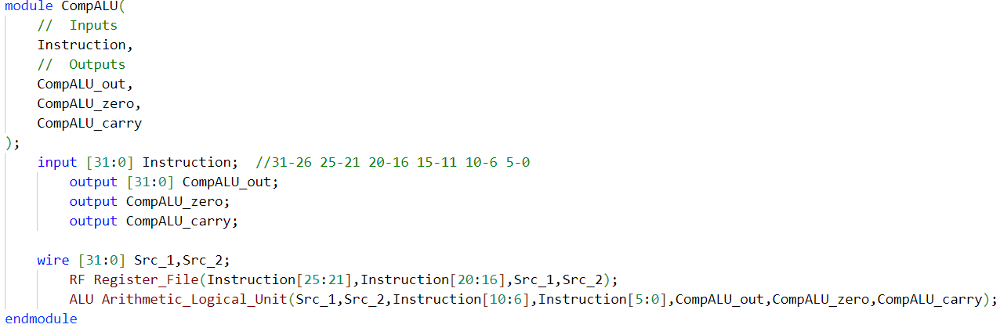 module CompALU(
    //  Inputs
    Instruction,
    //  Outputs
    CompALU_out,
    CompALU_zero,
    CompALU_carry
);
    input [31:0] Instruction;  //31-26 25-21 20-16 15-11 10-6 5-0
        output [31:0] CompALU_out;
        output CompALU_zero;
        output CompALU_carry;

    wire [31:0] Src_1,Src_2;
        RF Register_File(Instruction[25:21],Instruction[20:16],Src_1,Src_2);
        ALU Arithmetic_Logical_Unit(Src_1,Src_2,Instruction[10:6],Instruction[5:0],CompALU_out,CompALU_zero,CompALU_carry);
endmodule